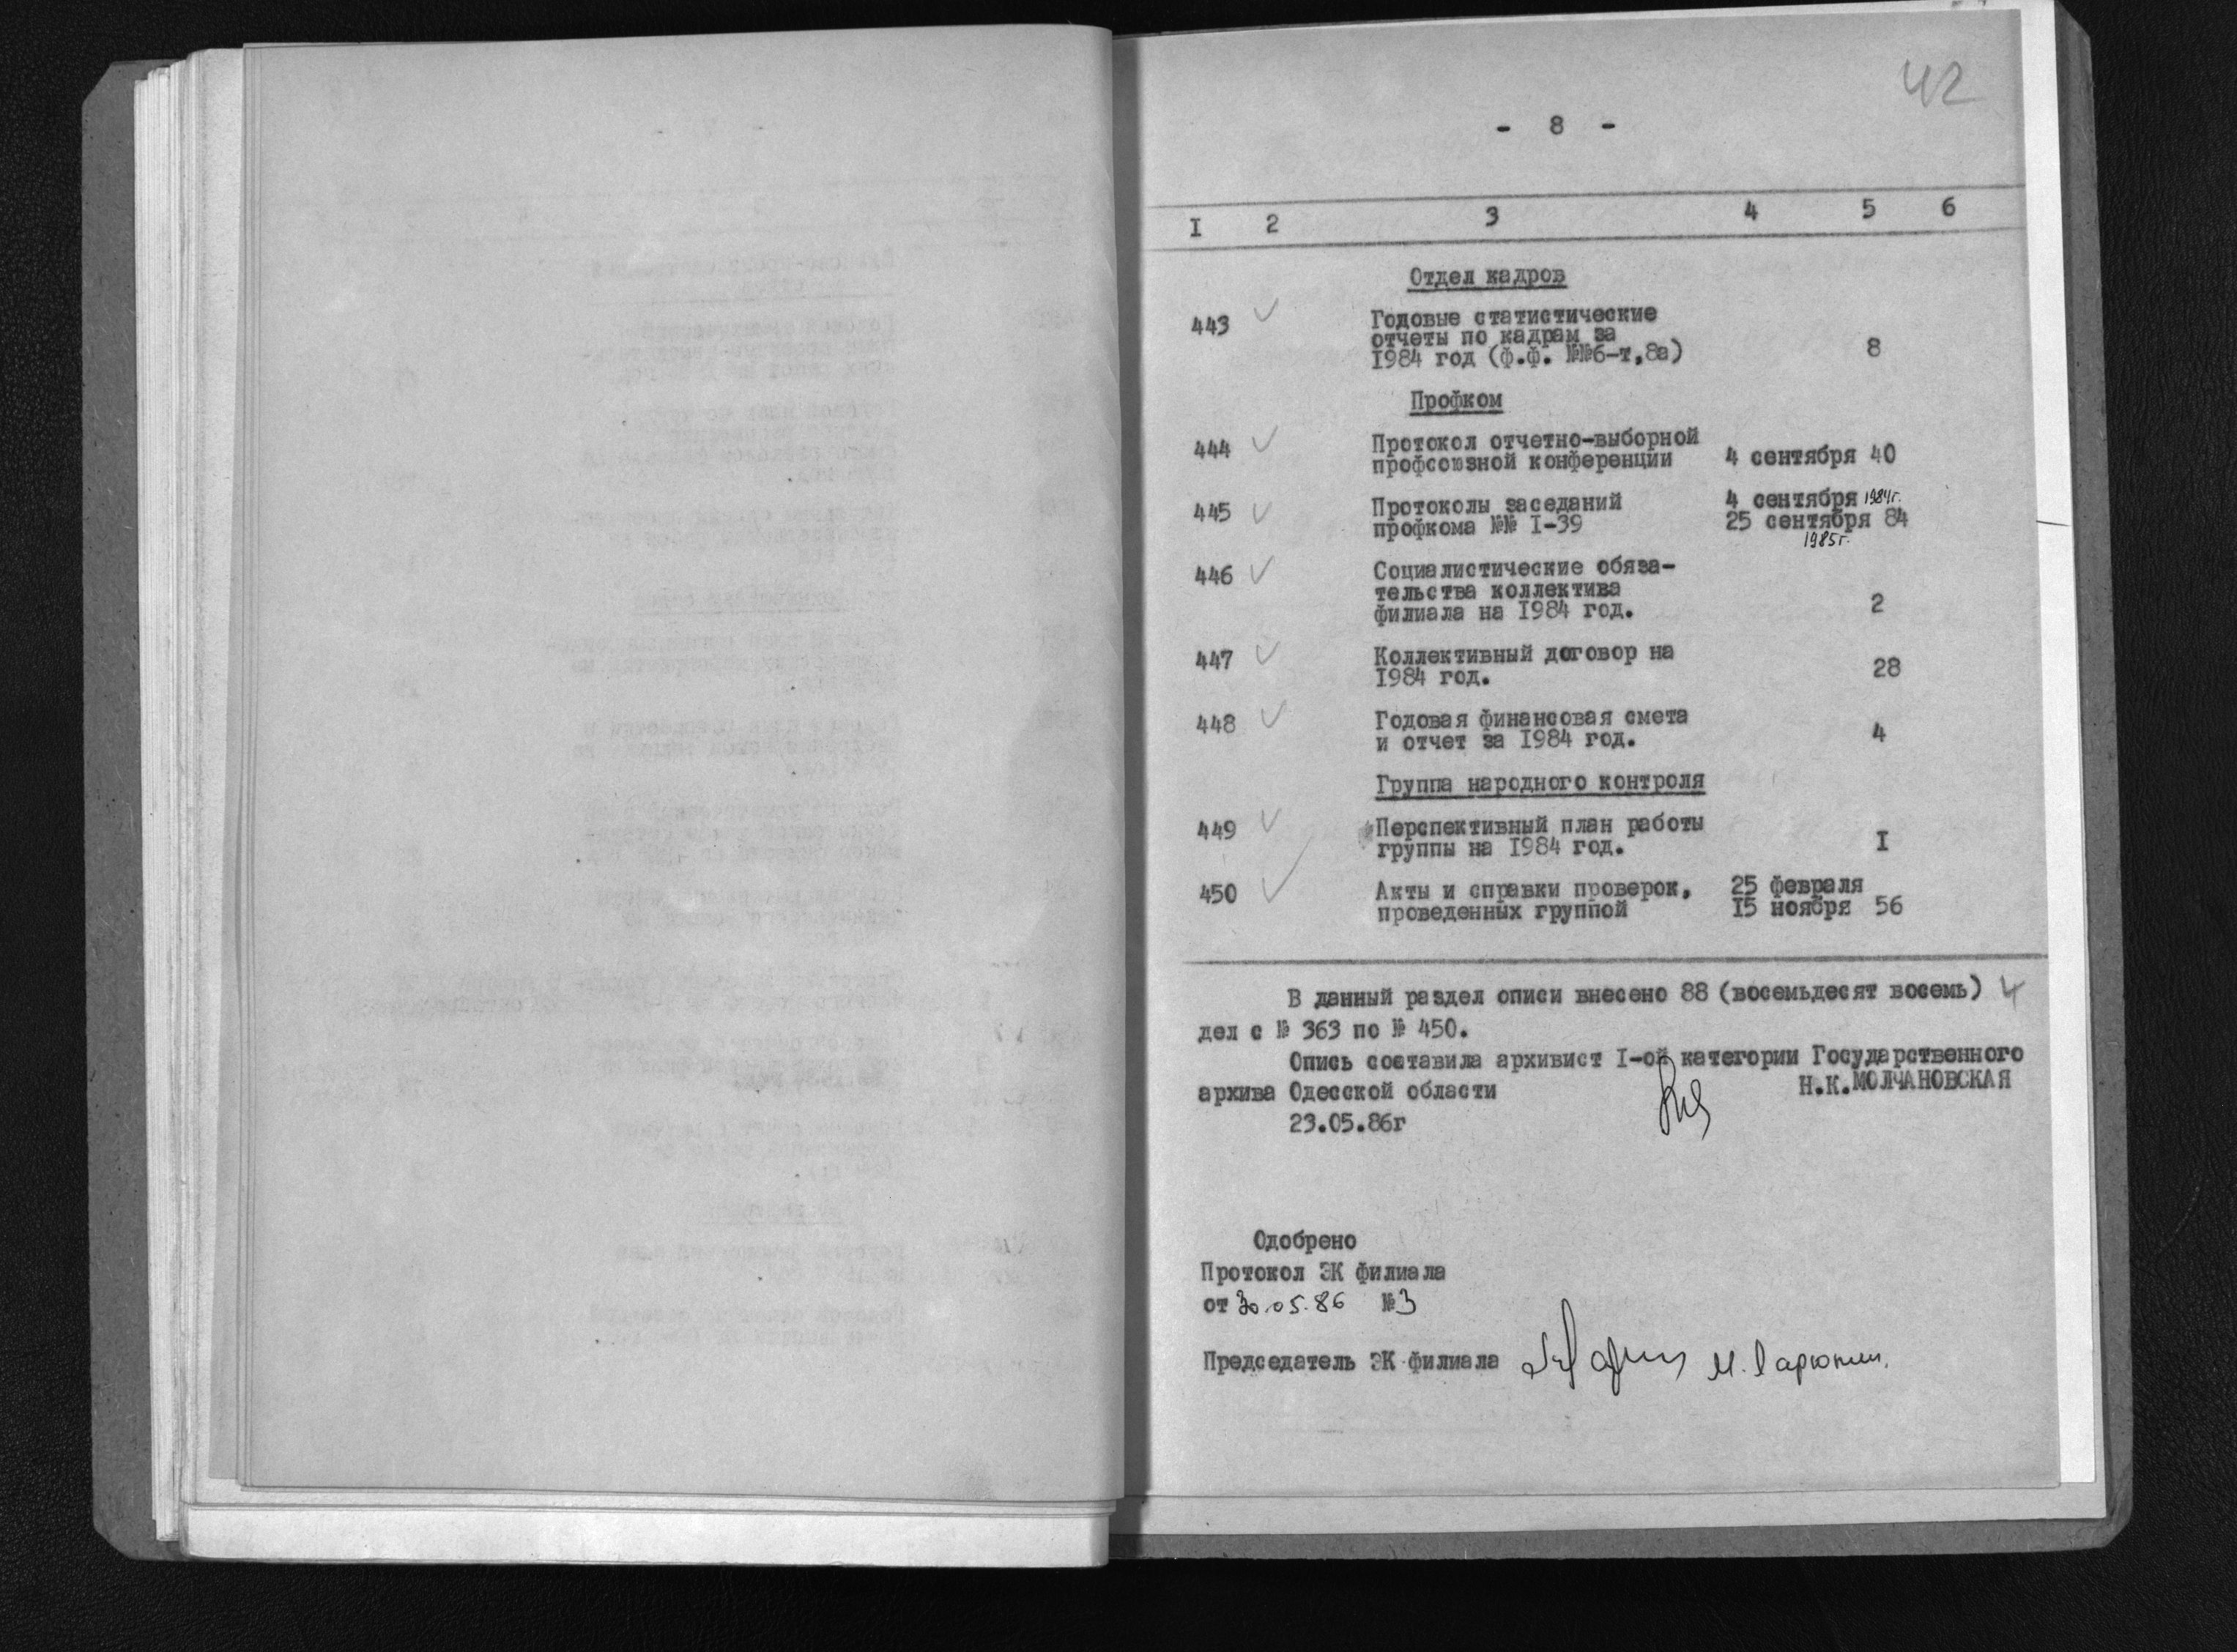 42
- 8 -
I 2 3 4 5 6
Отдел кадров
443 Годовые статистические
отчеты по кадрам за
1984 год (ф.ф. №№6-т,8а) 8
Профком
444 Протокол отчетно-выборной
профсоюзной конференции 4 сентября 40
445 Протоколы заседаний 4 сентября 1984г.
профкома №№ I-39 25 сентября 84
1985г.
446 Социалистические обяза-
тельства коллектива
филиала на I984 год. 2
447 Коллективный договор на
I984 год. 28
448 Годовая финансовая смета
и отчет за I984 год. 4
Группа народного контроля
449 Перспективный план работы
группы на I984 год. I
450 Акты и справки проверок, 25 февраля
проведенных группой I5 ноября 56
В данный раздел описи внесено 88 (восемьдесят восемь)
дел с № 363 по № 450.
Опись составила архивист I-ой категории Государственного
архива Одесской области Н.К.МОЛЧАНОВСКАЯ
23.05.86г
Одобрено
Протокол ЭК филиала
от 30.05.86 №3
Председатель ЭК филиала